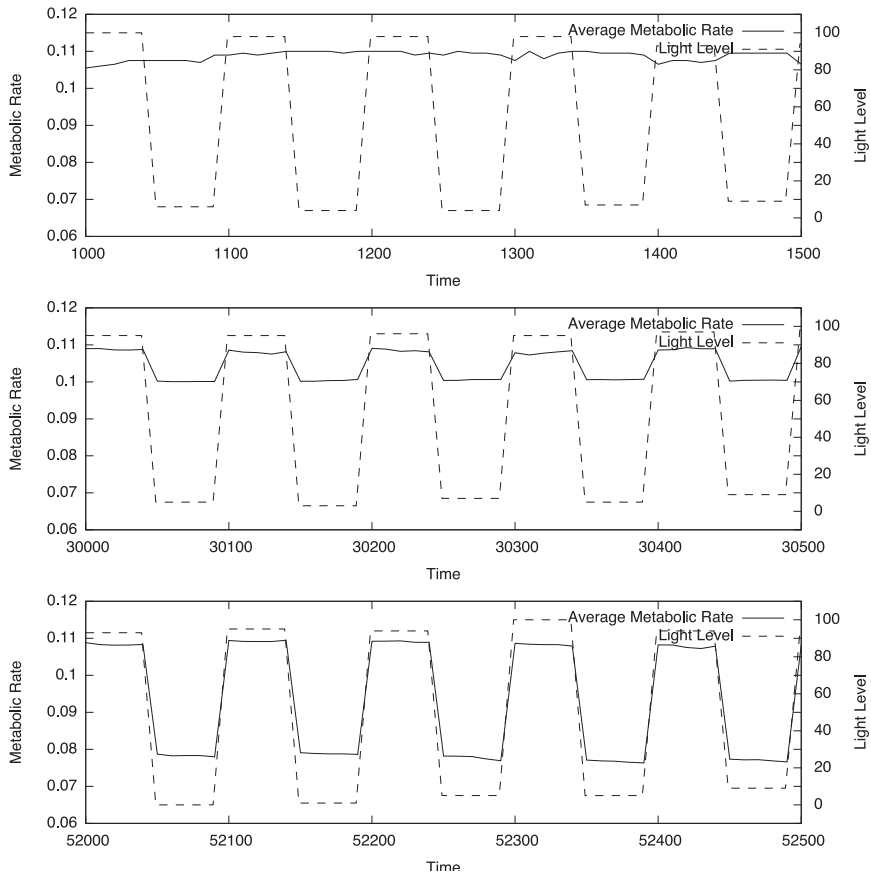 Metabolic Rate
0.12
0.11
0.1
0.09
0.08
0.07
0.06
Average Metabolic Rate
Light Level
100
80
60
40
20
0
Light Level
1000 1100 1200 1300 1400 1500
Time
Metabolic Rate
0.12
0.11
0.1
0.09
0.08
0.07
0.06
Average Metabolic Rate
Light Level
100
80
60
40
20
0
Light Level
30000 30100 30200 30300 30400 30500
Time
Metabolic Rate
0.12
0.11
0.1
0.09
0.08
0.07
0.06
Average Metabolic Rate
Light Level
100
80
60
40
20
0
Light Level
52000 52100 52200 52300 52400 52500
Time